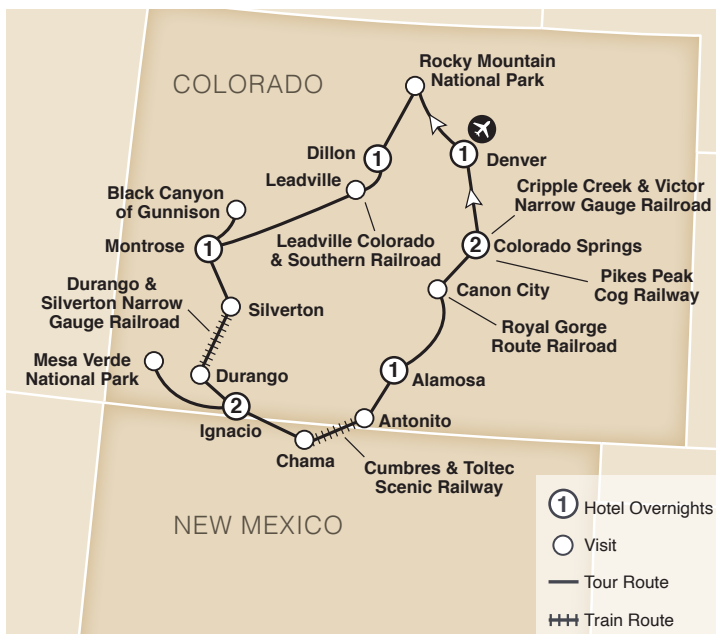 COLORADO
Rocky Mountain
National Park
Dillon
1
1
Denver
Leadville
Cripple Creek & Victor
Narrow Gauge Railroad
Black Canyon
of Gunnison
Montrose
1
Leadville Colorado
& Southern Railroad
2
Colorado Springs
Pikes Peak
Cog Railway
Durango &
Silverton Narrow
Gauge Railroad
Silverton
Canon City
Royal Gorge
Route Railroad
Mesa Verde
National Park
Durango
1
Alamosa
2
Ignacio
Antonito
Chama
Cumbres & Toltec
Scenic Railway
NEW MEXICO
1 Hotel Overnights
Visit
Tour Route
Train Route